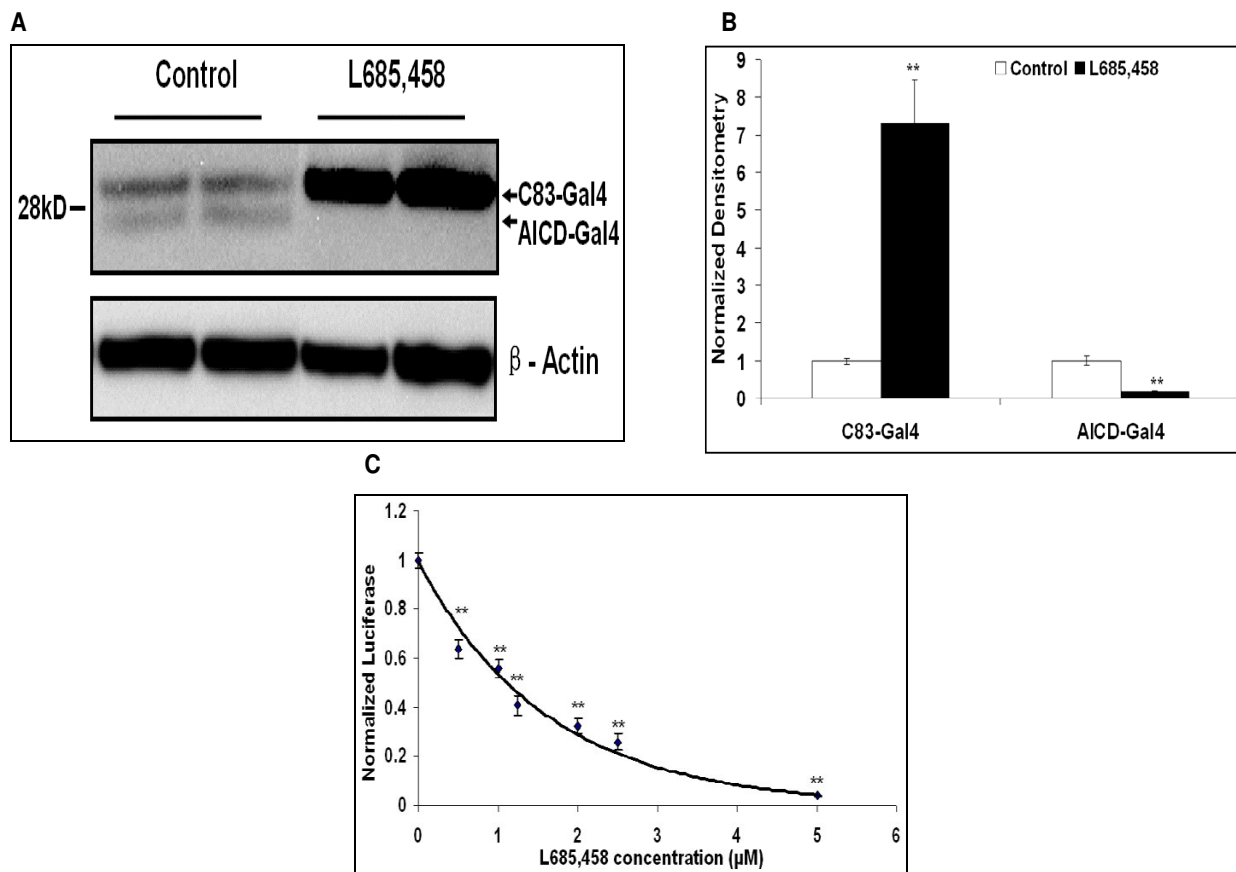 A
Control
L685,458
28kD
C83-Gal4
AICD-Gal4
β - Actin
B
Control L685,458
Normalized Densitometry
9
8
7
6
5
4
3
2
1
0
**
**
C83-Gal4
AICD-Gal4
C
Normalized Luciferase
1.2
1
0.8
0.6
0.4
0.2
0
**
**
**
**
**
**
0 1 2 3 4 5 6
L685,458 concentration (µM)